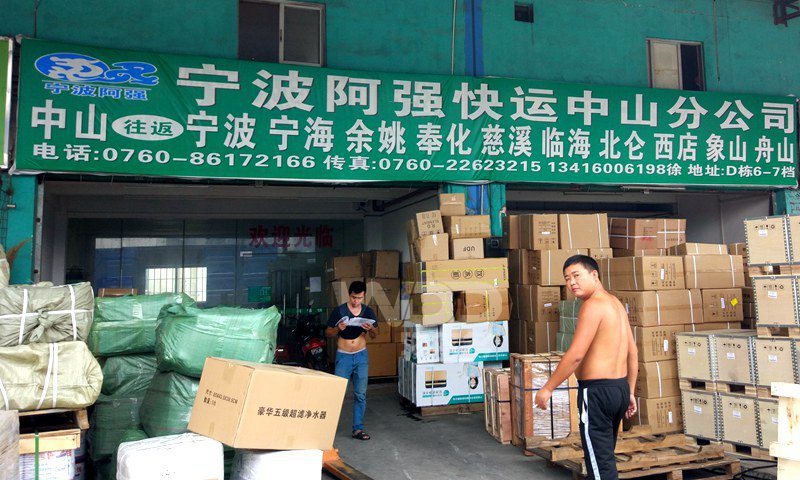 宁波阿强快运中山分公司
宁波阿强
中山 往返 宁波 宁海 余姚 奉化 慈溪 临海 北仑 西店 象山 舟山
电话:0760-86172166 传真:0760-22623215 13416006198徐 地址:D栋6-7档
欢迎光临
豪华五级超滤净水器